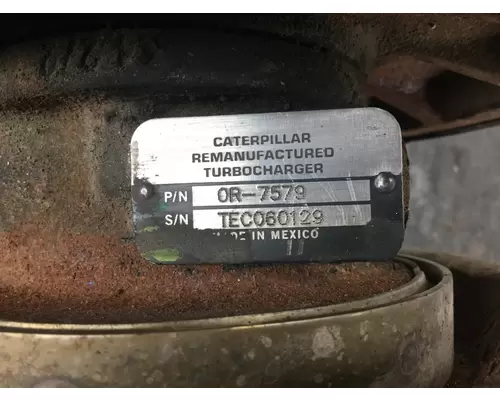 CATERPILLAR
REMANUFACTURED
TURBOCHARGER
P/N 0R-7579
S/N TEC060129
MADE IN MEXICO